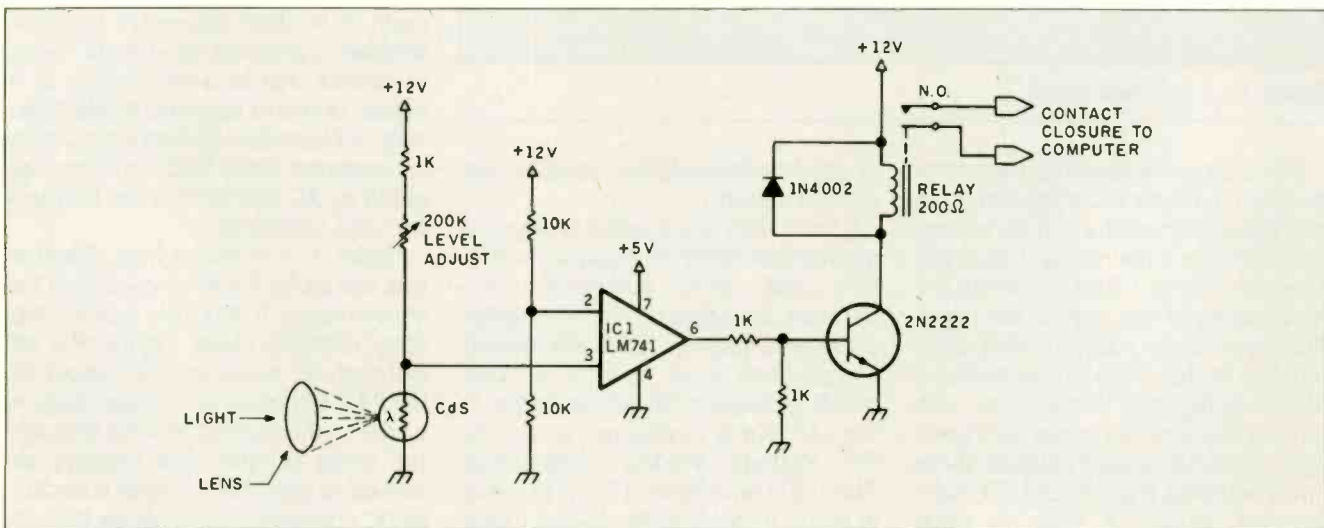 +12V
1K
200K
LEVEL
ADJUST
LIGHT
LENS
λ
CdS
+12V
10K
10K
+5V
2
3
7
IC1
LM741
4
6
1K
1K
+12V
1N4002
RELAY
200Ω
2N2222
N.O.
CONTACT
CLOSURE TO
COMPUTER